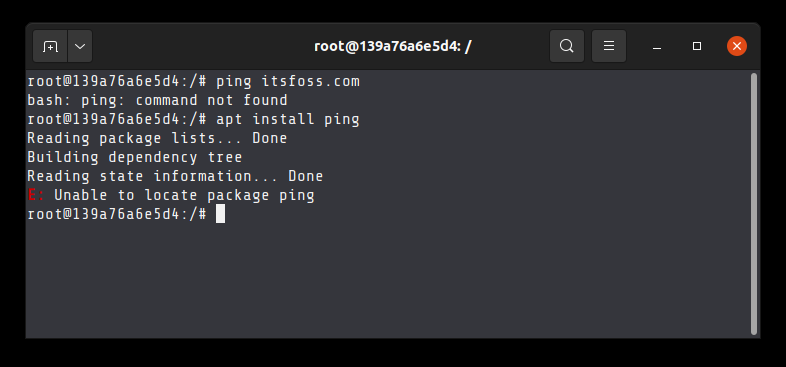 root@139a76a6e5d4: /
root@139a76a6e5d4:/# ping itsfoss.com
bash: ping: command not found
root@139a76a6e5d4:/# apt install ping
Reading package lists... Done
Building dependency tree
Reading state information... Done
E: Unable to locate package ping
root@139a76a6e5d4:/#